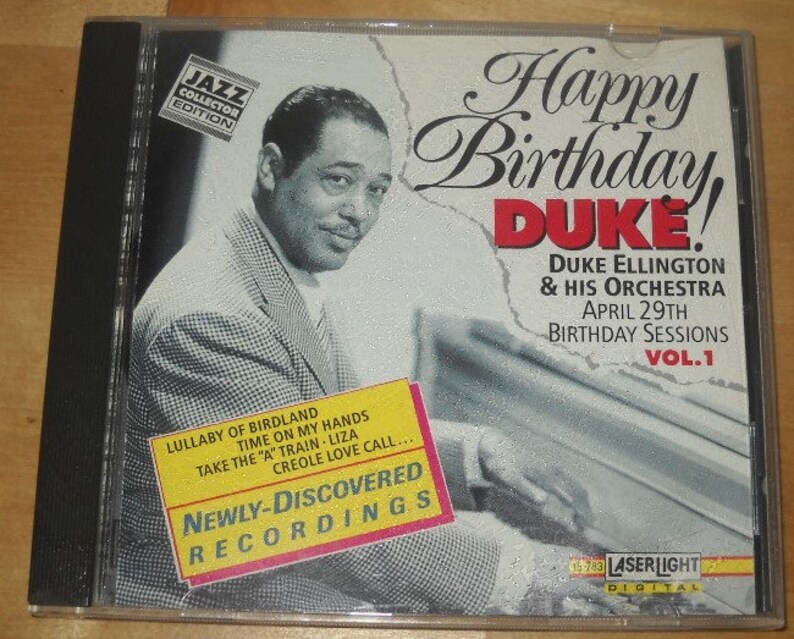 JAZZ
COLLECTOR
EDITION
Happy
Birthday
DUKE!
DUKE ELLINGTON
& HIS ORCHESTRA
APRIL 29TH
BIRTHDAY SESSIONS
VOL.1
LULLABY OF BIRDLAND
TIME ON MY HANDS
TAKE THE "A" TRAIN · LIZA
CREOLE LOVE CALL...
NEWLY-DISCOVERED
RECORDINGS
15 783
LASERLIGHT
DIGITAL